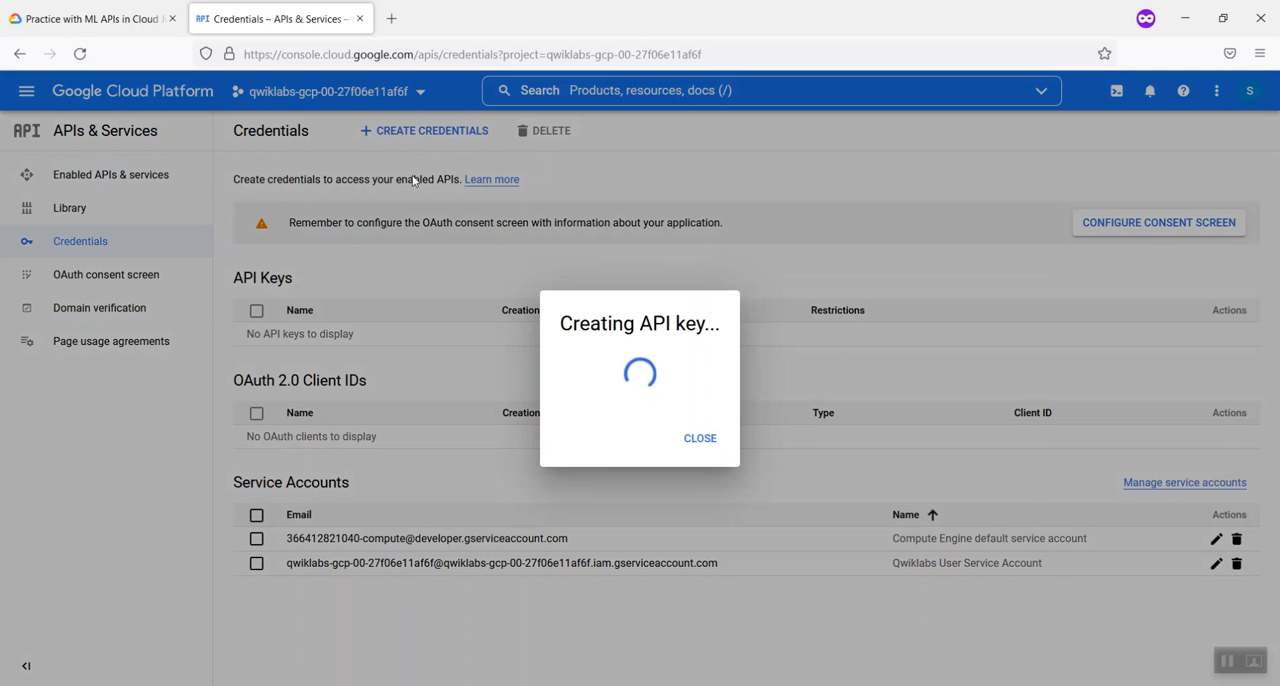 Practice with ML APIs in Cloud
Credentials – APIs & Services –
https://console.cloud.google.com/apis/credentials?project=qwiklabs-gcp-00-27f06e11af6f
Google Cloud Platform
qwiklabs-gcp-00-27f06e11af6f
Search Products, resources, docs (/)
S
API APIs & Services
Credentials
+ CREATE CREDENTIALS
DELETE
Enabled APIs & services
Library
Credentials
OAuth consent screen
Domain verification
Page usage agreements
Create credentials to access your enabled APIs. Learn more
Remember to configure the OAuth consent screen with information about your application.
CONFIGURE CONSENT SCREEN
API Keys
Name Creation Restrictions Actions
No API keys to display
Creating API key...
CLOSE
OAuth 2.0 Client IDs
Name Creation Type Client ID Actions
No OAuth clients to display
Service Accounts
Manage service accounts
Email Name Actions
366412821040-compute@developer.gserviceaccount.com Compute Engine default service account
qwiklabs-gcp-00-27f06e11af6f@qwiklabs-gcp-00-27f06e11af6f.iam.gserviceaccount.com Qwiklabs User Service Account